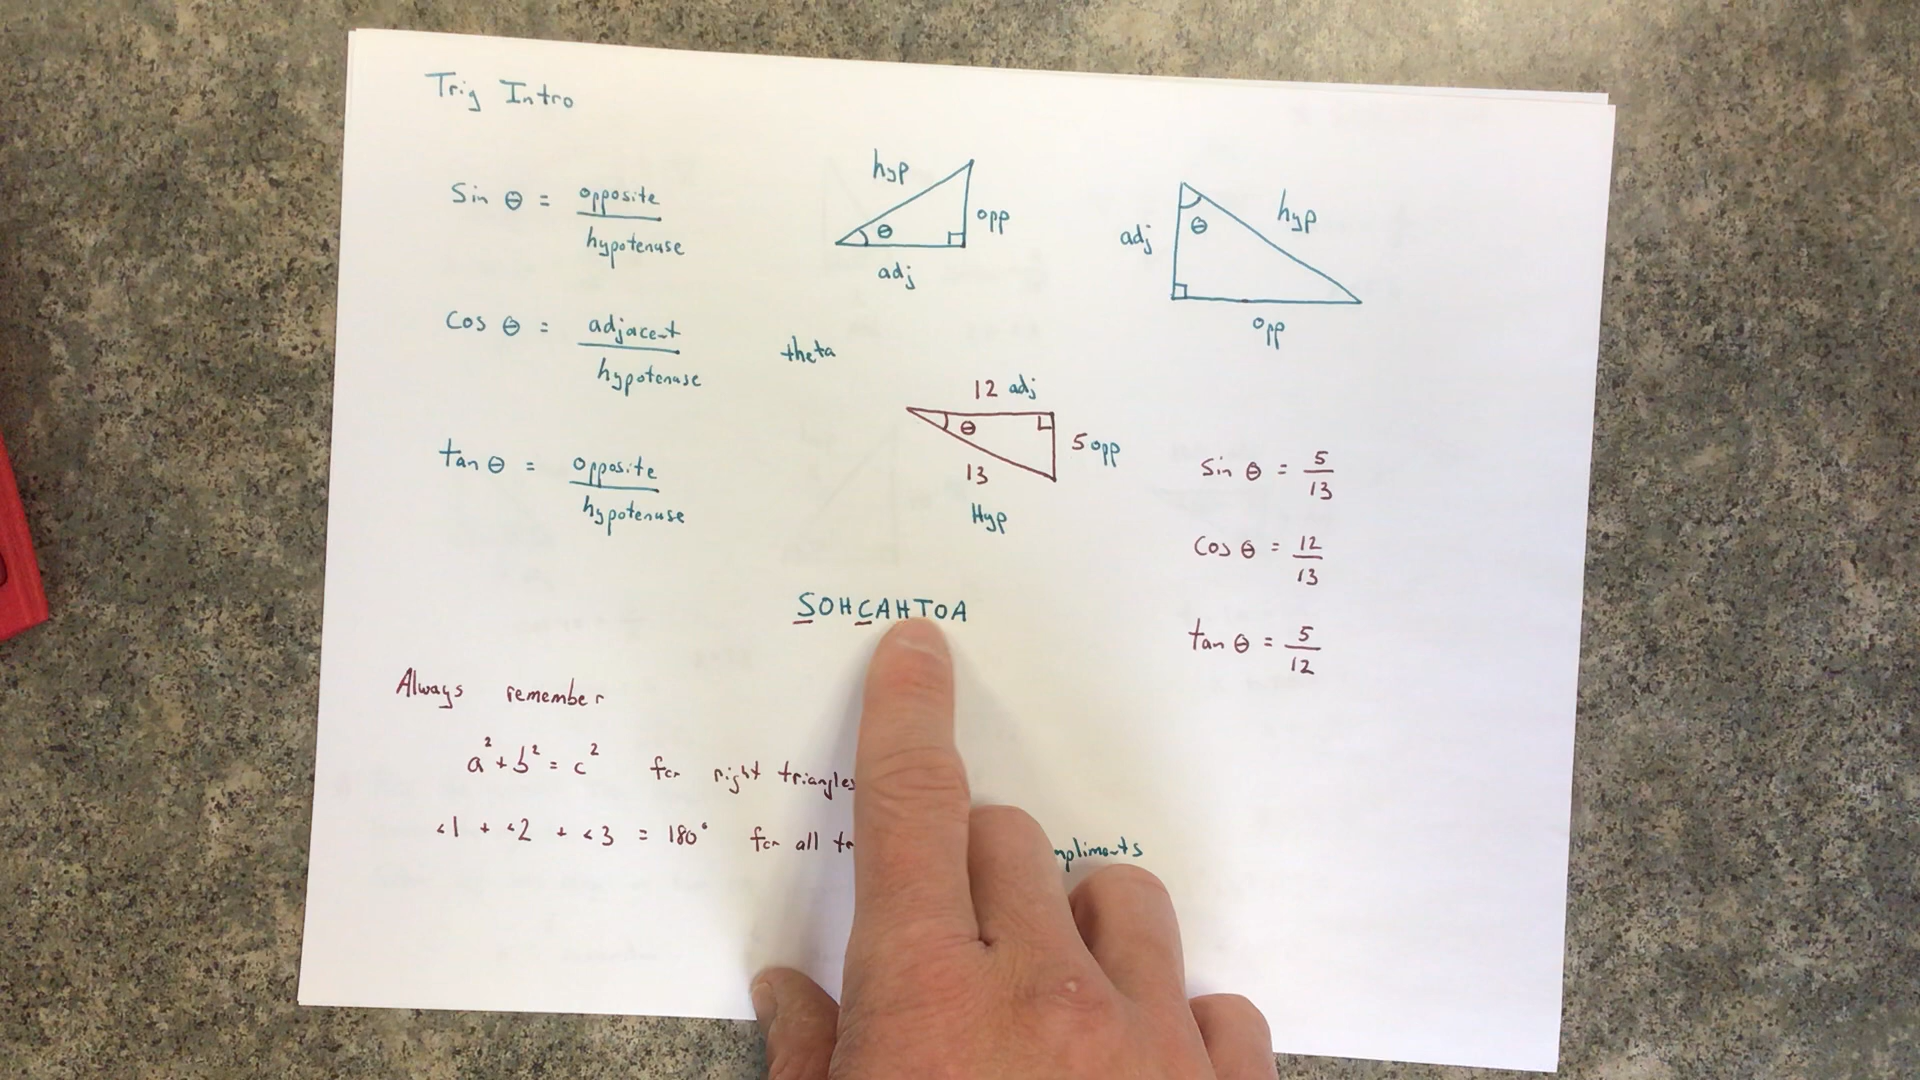 Trig Intro
Sin θ = opposite
hypotenuse
hyp
opp
θ
adj
adj
θ
hyp
opp
Cos θ = adjacent
hypotenuse
theta
12 adj
θ
5 opp
13
Hyp
tan θ = opposite
hypotenuse
Sin θ = 5
13
Cos θ = 12
13
tan θ = 5
12
SOHCAHTOA
Always remember
a² + b² = c² for right triangles
<1 + <2 + <3 = 180° for all